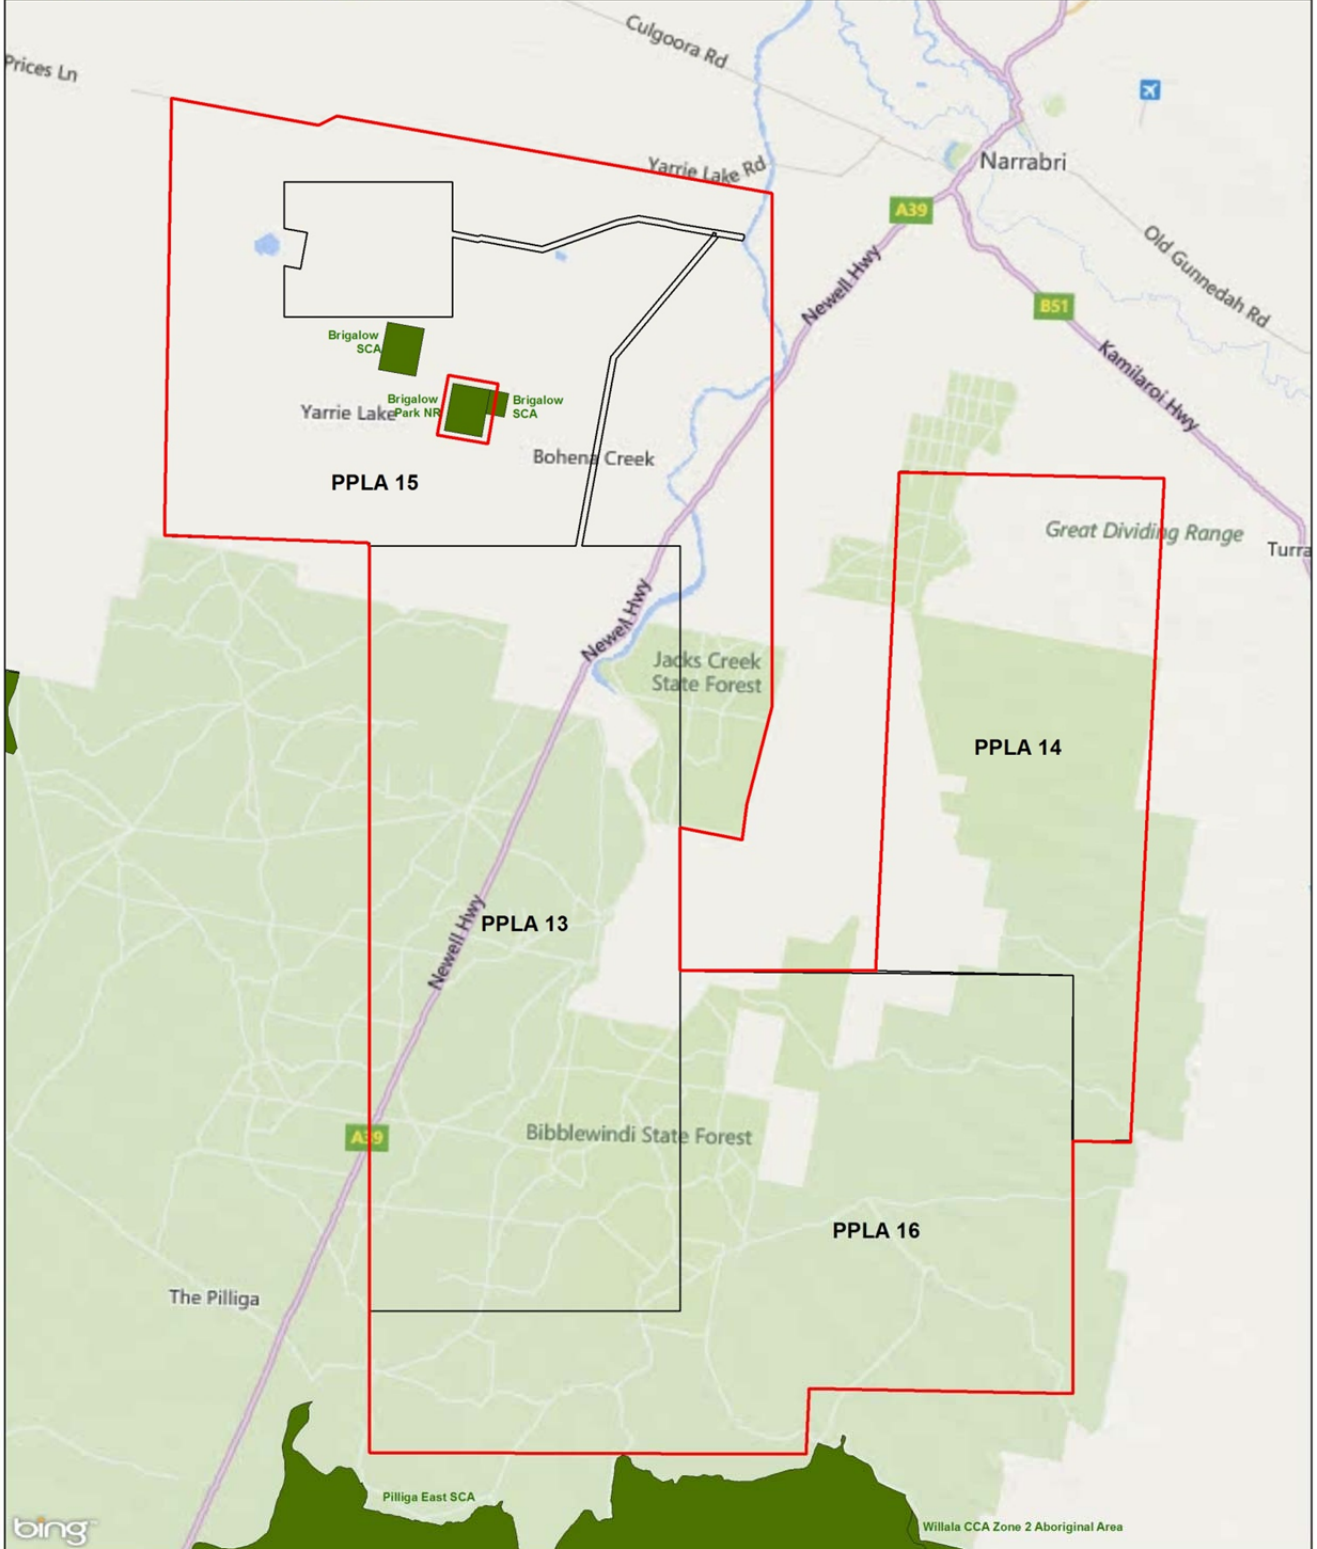 Culgoora Rd
Prices Ln
Yarrie Lake Rd
Narrabri
A39
Old Gunnedah Rd
Newell Hwy
B51
Kamilaroi Hwy
Brigalow
SCA
Brigalow
Park NR
Brigalow
SCA
Yarrie Lake
Bohena Creek
PPLA 15
Great Dividing Range
Turra
Newell Hwy
Jacks Creek
State Forest
PPLA 14
PPLA 13
Newell Hwy
A39
Bibblewindi State Forest
PPLA 16
The Pilliga
Pilliga East SCA
Willala CCA Zone 2 Aboriginal Area
bing